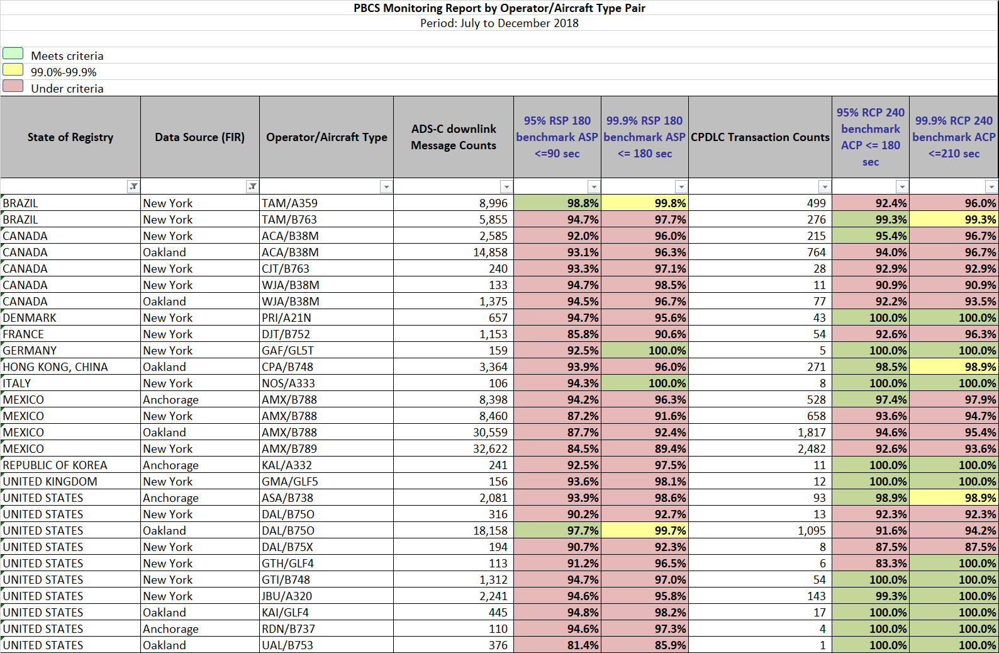 PBCS Monitoring Report by Operator/Aircraft Type Pair
Period: July to December 2018
Meets criteria
99.0%-99.9%
Under criteria
State of Registry Data Source (FIR) Operator/Aircraft Type ADS-C downlink Message Counts 95% RSP 180 benchmark ASP <=90 sec 99.9% RSP 180 benchmark ASP <= 180 sec CPDLC Transaction Counts 95% RCP 240 benchmark ACP <= 180 sec 99.9% RCP 240 benchmark ACP <=210 sec
BRAZIL New York TAM/A359 8,996 98.8% 99.8% 499 92.4% 96.0%
BRAZIL New York TAM/B763 5,855 94.7% 97.7% 276 99.3% 99.3%
CANADA New York ACA/B38M 2,585 92.0% 96.0% 215 95.4% 96.7%
CANADA Oakland ACA/B38M 14,858 93.1% 96.3% 764 94.0% 96.7%
CANADA New York CJT/B763 240 93.3% 97.1% 28 92.9% 92.9%
CANADA New York WJA/B38M 133 94.7% 98.5% 11 90.9% 90.9%
CANADA Oakland WJA/B38M 1,375 94.5% 96.7% 77 92.2% 93.5%
DENMARK New York PRI/A21N 657 94.7% 95.6% 43 100.0% 100.0%
FRANCE New York DJT/B752 1,153 85.8% 90.6% 54 92.6% 96.3%
GERMANY New York GAF/GL5T 159 92.5% 100.0% 5 100.0% 100.0%
HONG KONG, CHINA Oakland CPA/B748 3,364 93.9% 96.0% 271 98.5% 98.9%
ITALY New York NOS/A333 106 94.3% 100.0% 8 100.0% 100.0%
MEXICO Anchorage AMX/B788 8,398 94.2% 96.3% 528 97.4% 97.9%
MEXICO New York AMX/B788 8,460 87.2% 91.6% 658 93.6% 94.7%
MEXICO Oakland AMX/B788 30,559 87.7% 92.4% 1,817 94.6% 95.4%
MEXICO New York AMX/B789 32,622 84.5% 89.4% 2,482 92.6% 93.6%
REPUBLIC OF KOREA Anchorage KAL/A332 241 92.5% 97.5% 11 100.0% 100.0%
UNITED KINGDOM New York GMA/GLF5 156 93.6% 98.1% 12 100.0% 100.0%
UNITED STATES Anchorage ASA/B738 2,081 93.9% 98.6% 93 98.9% 98.9%
UNITED STATES New York DAL/B75O 316 90.2% 92.7% 13 92.3% 92.3%
UNITED STATES Oakland DAL/B75O 18,158 97.7% 99.7% 1,095 91.6% 94.2%
UNITED STATES New York DAL/B75X 194 90.7% 92.3% 8 87.5% 87.5%
UNITED STATES New York GTH/GLF4 113 91.2% 96.5% 6 83.3% 100.0%
UNITED STATES New York GTI/B748 1,312 94.7% 97.0% 54 100.0% 100.0%
UNITED STATES New York JBU/A320 2,241 94.6% 95.8% 143 99.3% 100.0%
UNITED STATES Oakland KAI/GLF4 445 94.8% 98.2% 17 100.0% 100.0%
UNITED STATES Anchorage RDN/B737 110 94.6% 97.3% 4 100.0% 100.0%
UNITED STATES Oakland UAL/B753 376 81.4% 85.9% 1 100.0% 100.0%